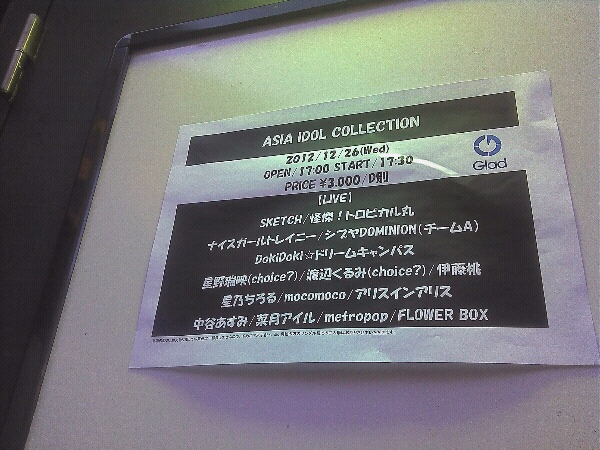 ASIA IDOL COLLECTION
2012/12/26(Wed)
OPEN/17:00 START/17:30
PRICE ¥3,000/D別
Glad
【LIVE】
SKETCH/怪傑!トロピカル丸
ナイスガールトレイニー/シブヤDOMINION(チームA)
DokiDoki☆ドリームキャンパス
星野瑞映(choice?)/渡辺くるみ(choice?)/伊藤桃
星乃ちろる/mocomoco/アリスインアリス
中谷あすみ/葉月アイル/metropop/FLOWER BOX